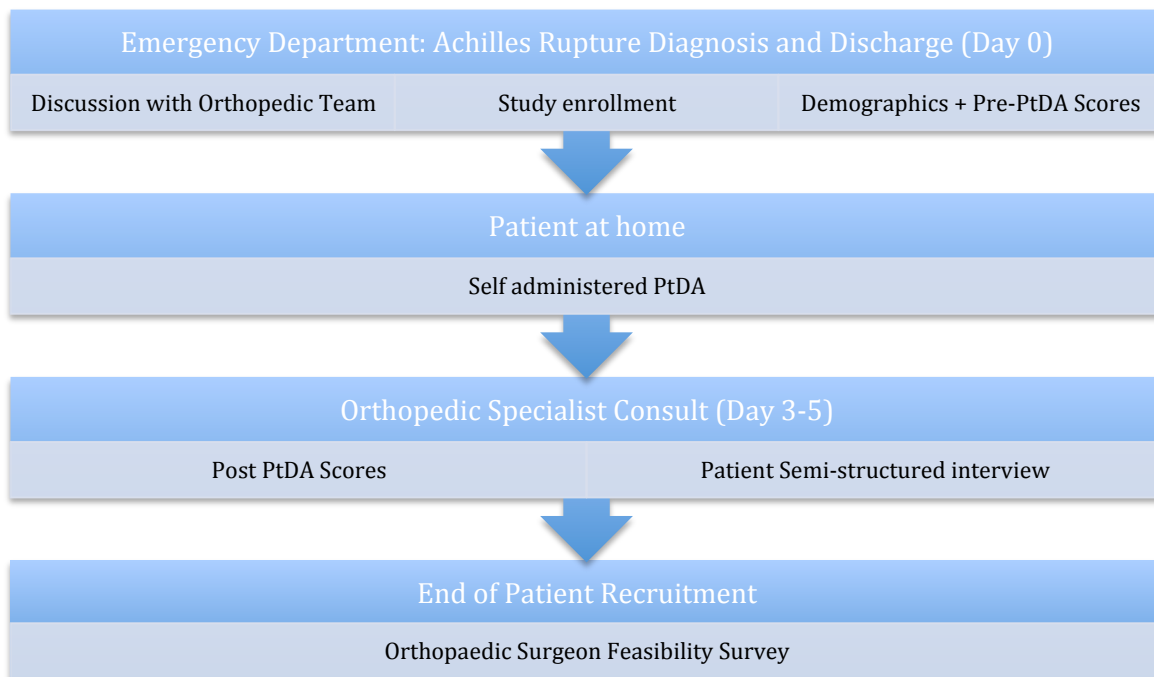 Emergency Department: Achilles Rupture Diagnosis and Discharge (Day 0)
Discussion with Orthopedic Team
Study enrollment
Demographics + Pre-PtDA Scores
Patient at home
Self administered PtDA
Orthopedic Specialist Consult (Day 3-5)
Post PtDA Scores
Patient Semi-structured interview
End of Patient Recruitment
Orthopaedic Surgeon Feasibility Survey